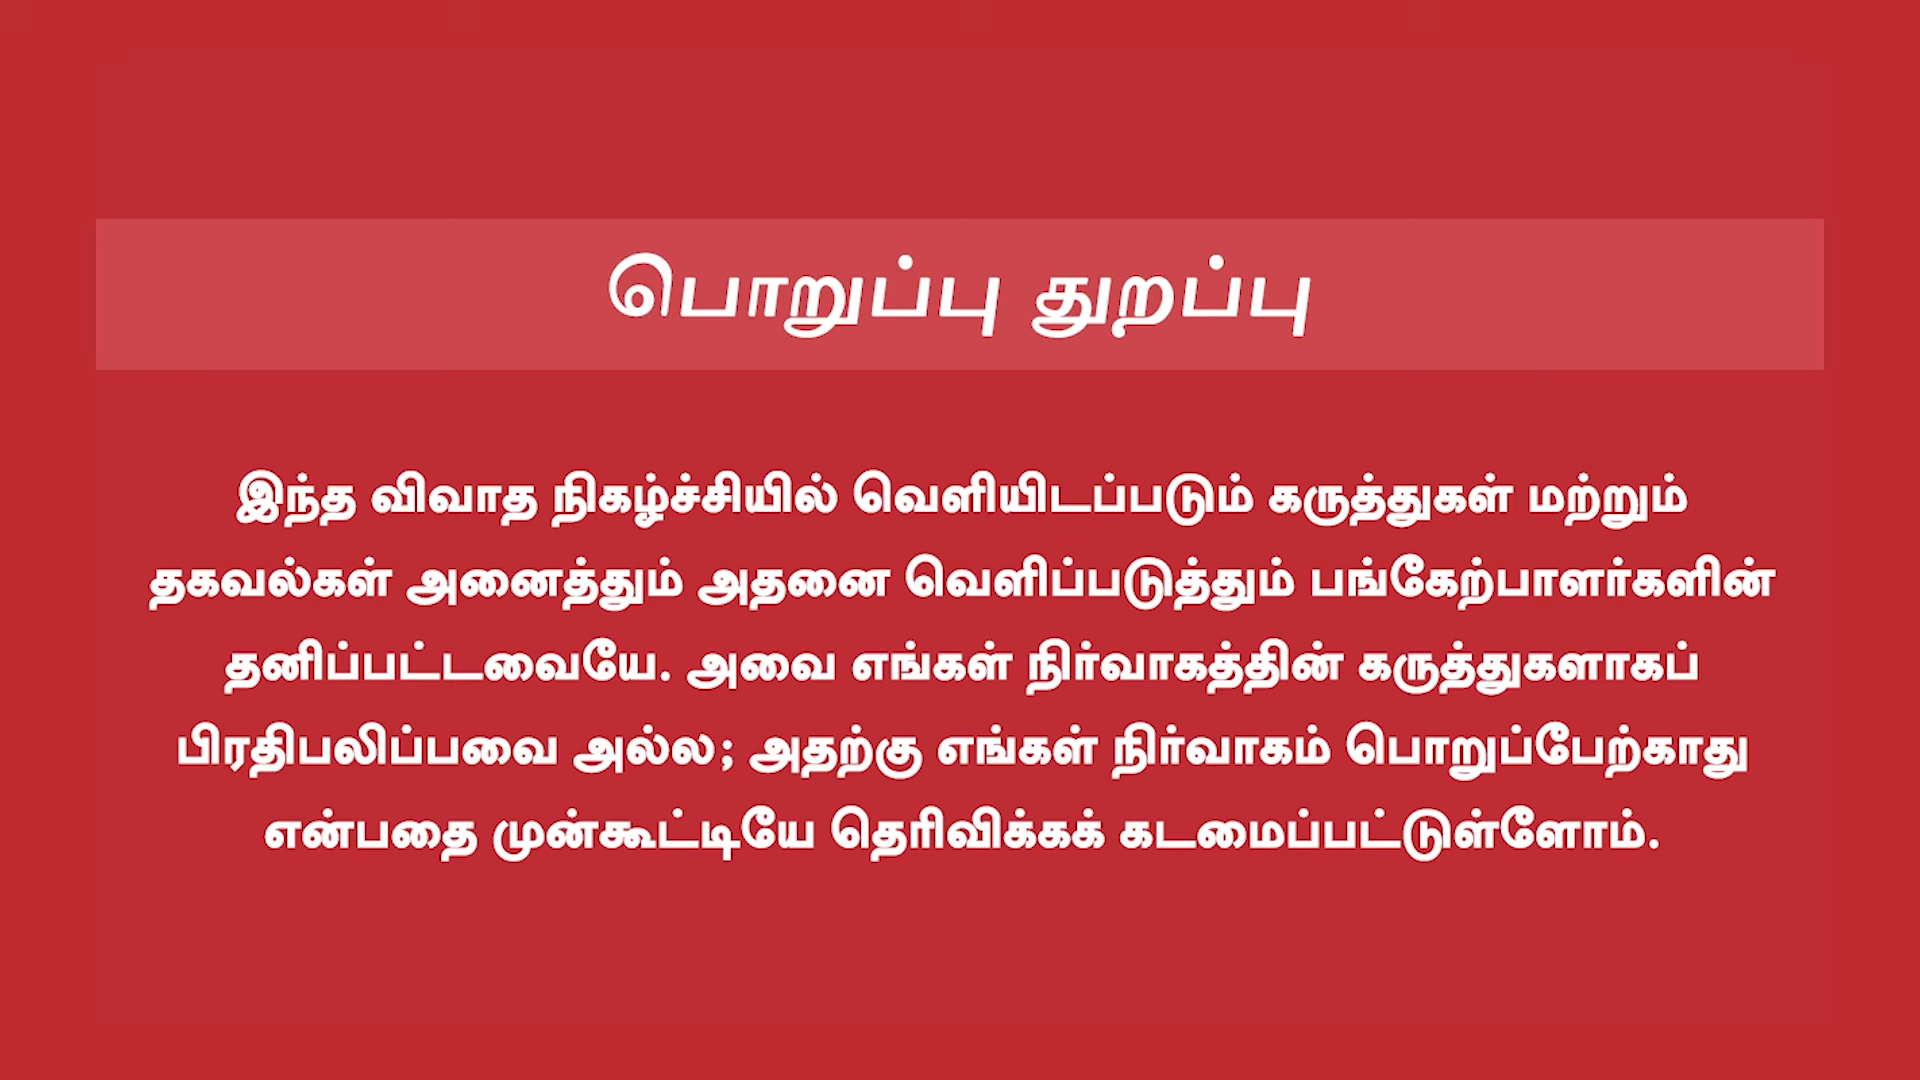 பொறுப்பு துறப்பு
இந்த விவாத நிகழ்ச்சியில் வெளியிடப்படும் கருத்துகள் மற்றும்
தகவல்கள் அனைத்தும் அதனை வெளிப்படுத்தும் பங்கேற்பாளர்களின்
தனிப்பட்டவையே. அவை எங்கள் நிர்வாகத்தின் கருத்துகளாகப்
பிரதிபலிப்பவை அல்ல; அதற்கு எங்கள் நிர்வாகம் பொறுப்பேற்காது
என்பதை முன்கூட்டியே தெரிவிக்கக் கடமைப்பட்டுள்ளோம்.